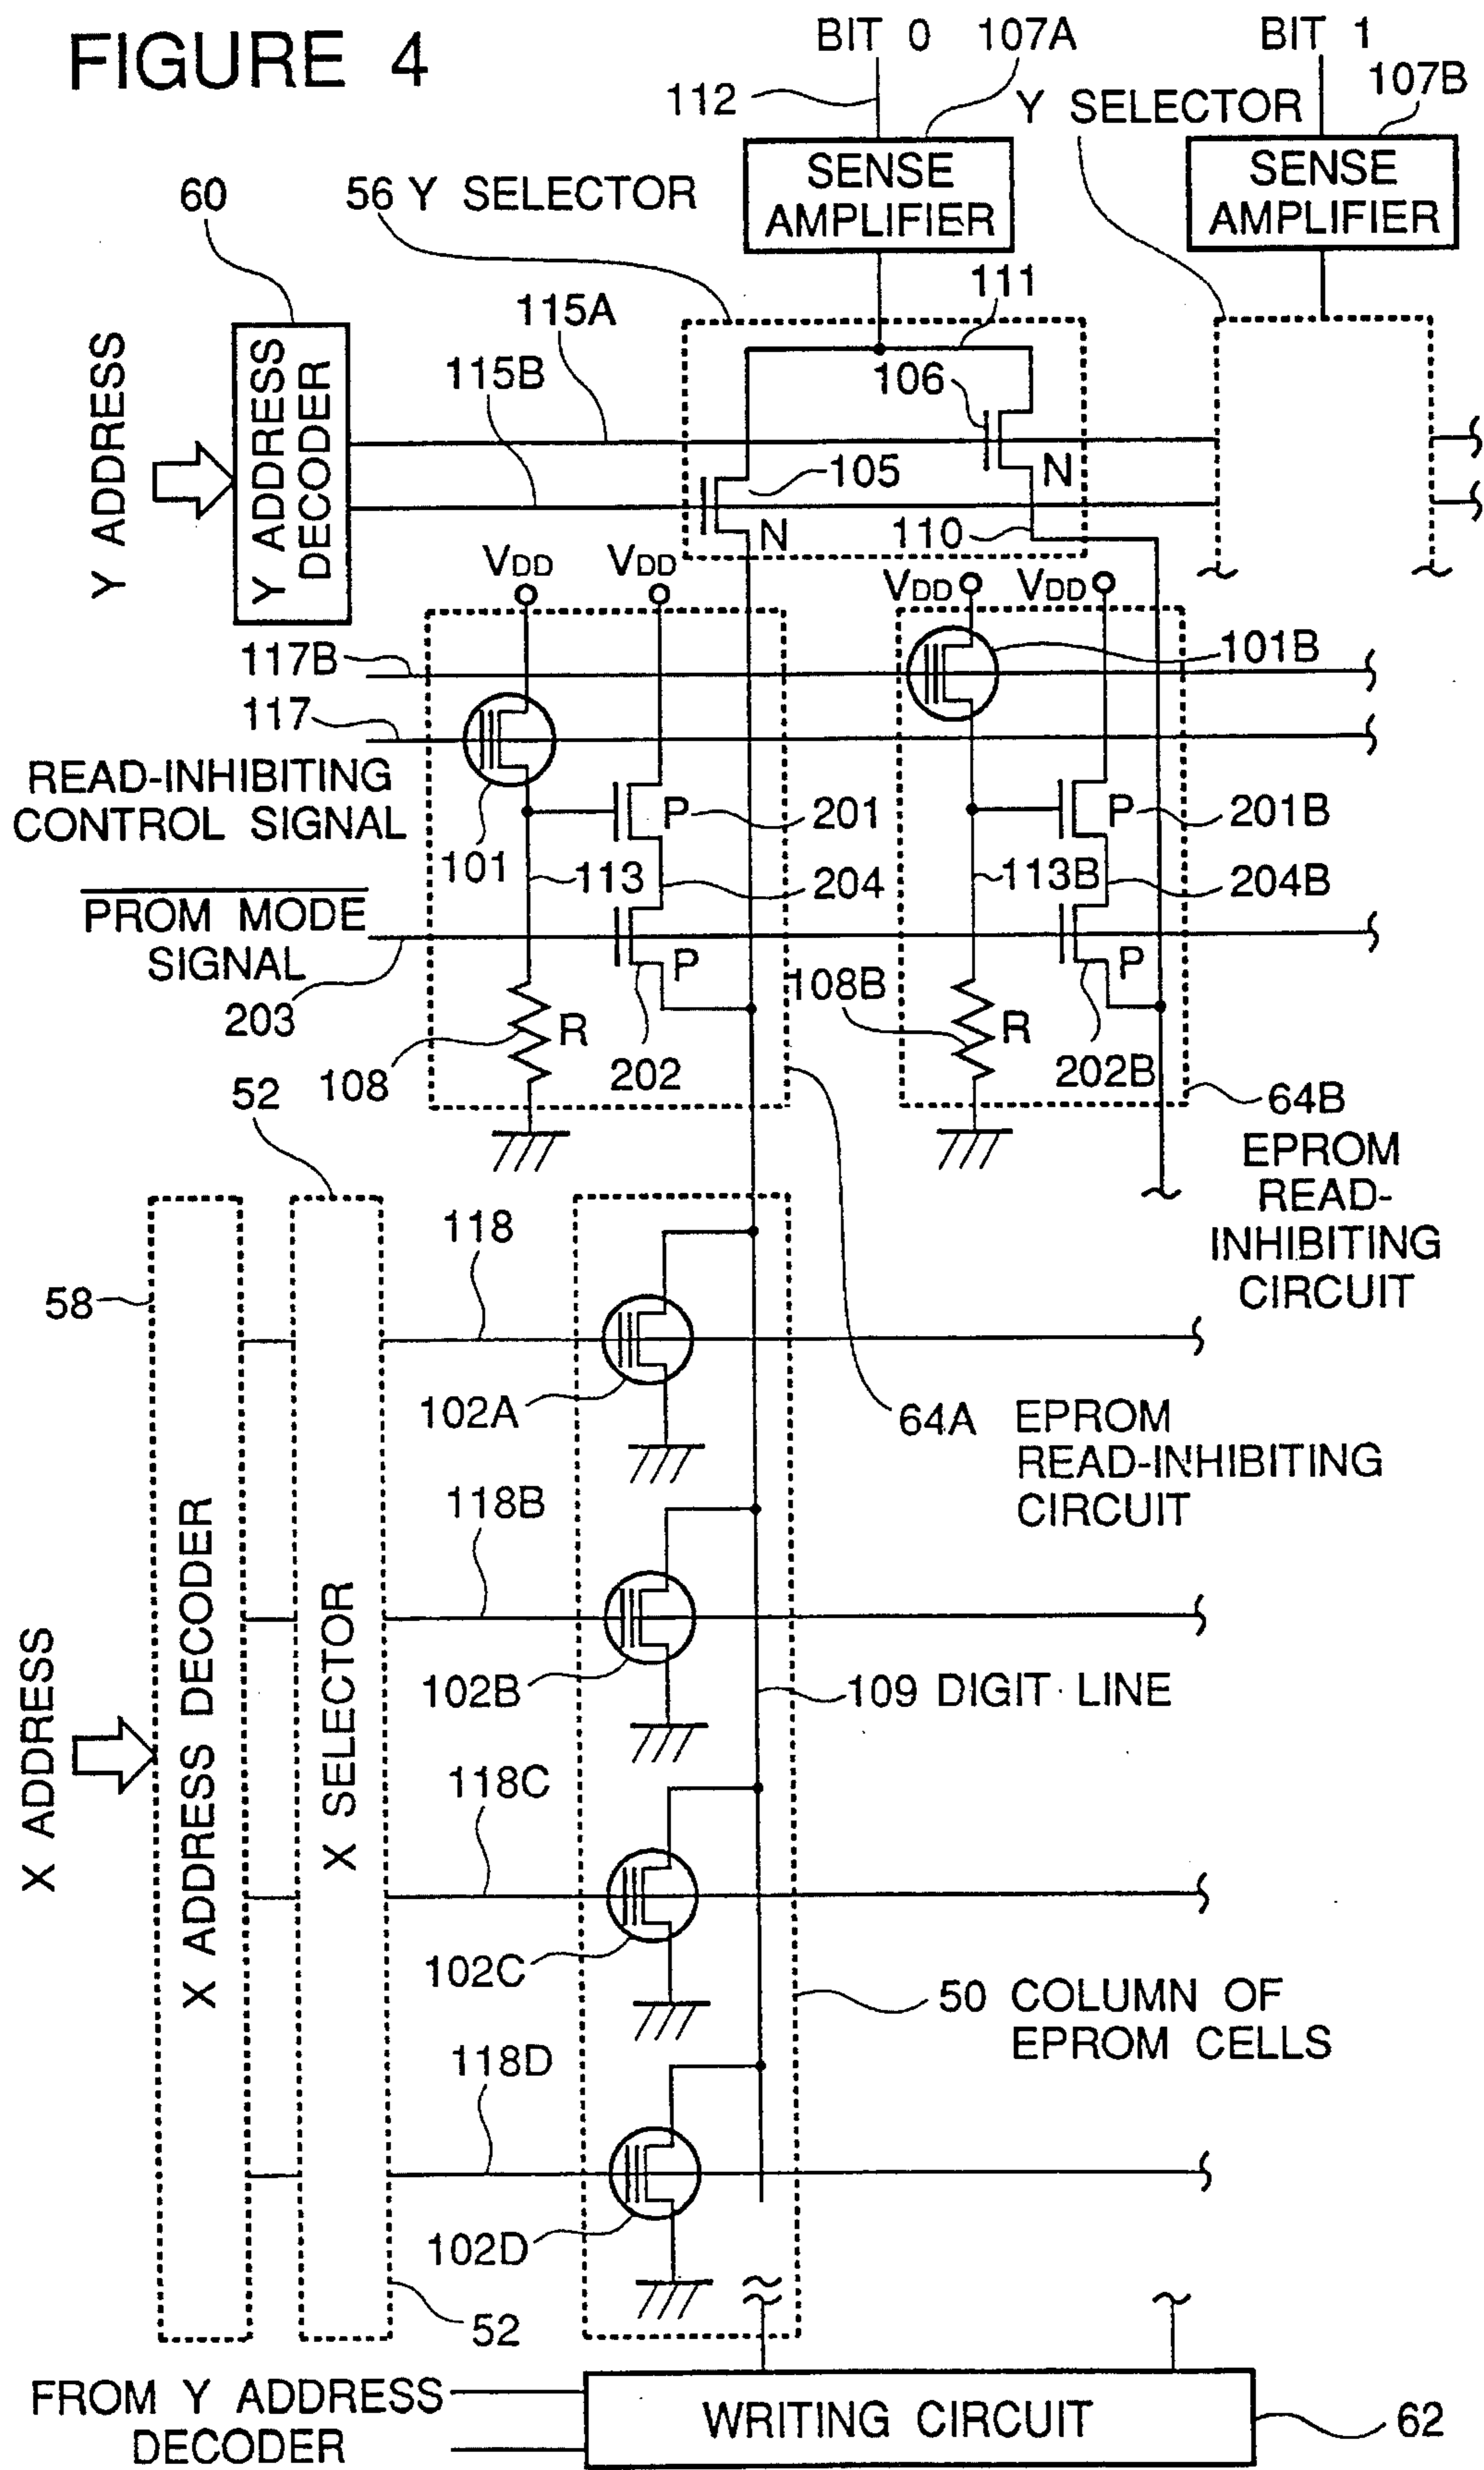 FIGURE 4
BIT 0
107A
BIT 1
107B
112
Y SELECTOR
SENSE
AMPLIFIER
SENSE
AMPLIFIER
60
56 Y SELECTOR
111
115A
115B
106
Y ADDRESS
Y ADDRESS
DECODER
105
N
N
110
VDD
VDD
VDD
VDD
117B
101B
117
READ-INHIBITING
CONTROL SIGNAL
101
P
201
P
201B
113
204
113B
204B
PROM MODE
SIGNAL
203
P
P
108B
R
R
108
202
202B
52
64B
EPROM
READ-
INHIBITING
CIRCUIT
118
58
102A
64A EPROM
READ-INHIBITING
CIRCUIT
118B
X ADDRESS
X ADDRESS DECODER
X SELECTOR
102B
109 DIGIT LINE
118C
102C
50 COLUMN OF
EPROM CELLS
118D
102D
52
FROM Y ADDRESS
DECODER
WRITING CIRCUIT
62